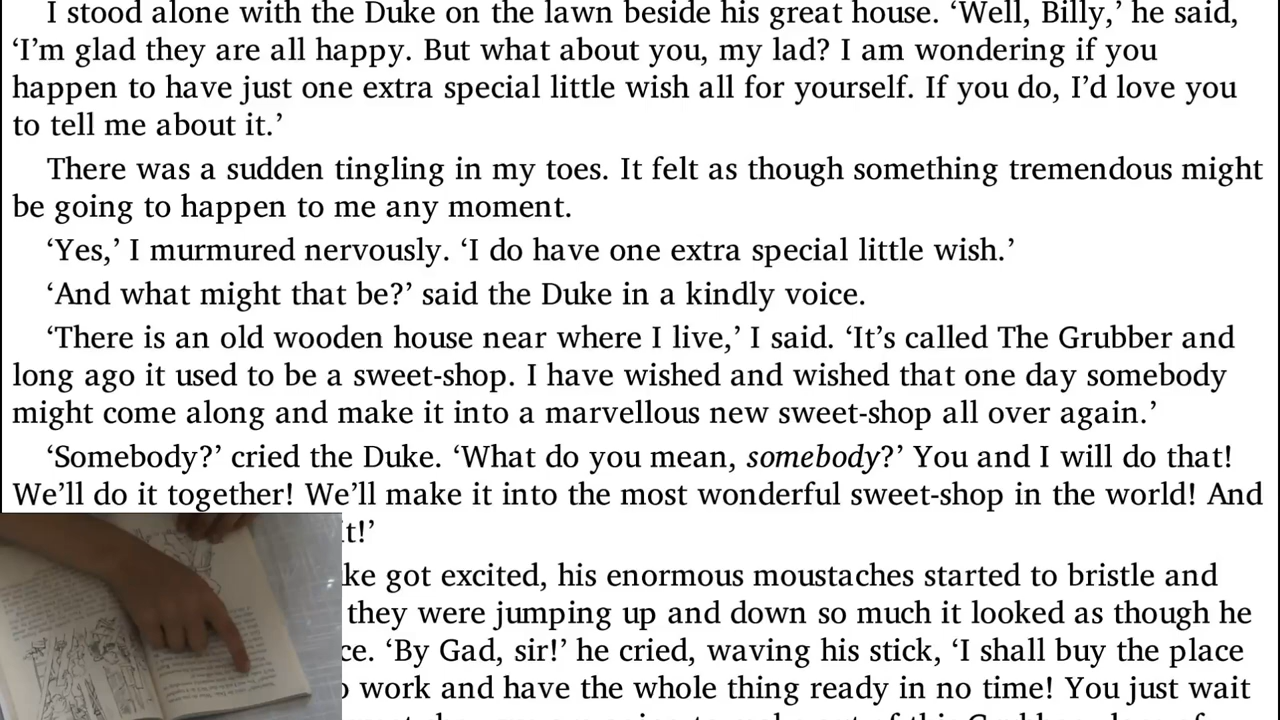 I stood alone with the Duke on the lawn beside his great house. ‘Well, Billy,’ he said,
‘I’m glad they are all happy. But what about you, my lad? I am wondering if you
happen to have just one extra special little wish all for yourself. If you do, I’d love you
to tell me about it.’
There was a sudden tingling in my toes. It felt as though something tremendous might
be going to happen to me any moment.
‘Yes,’ I murmured nervously. ‘I do have one extra special little wish.’
‘And what might that be?’ said the Duke in a kindly voice.
‘There is an old wooden house near where I live,’ I said. ‘It’s called The Grubber and
long ago it used to be a sweet-shop. I have wished and wished that one day somebody
might come along and make it into a marvellous new sweet-shop all over again.’
‘Somebody?’ cried the Duke. ‘What do you mean, somebody?’ You and I will do that!
We’ll do it together! We’ll make it into the most wonderful sweet-shop in the world! And
it!’
ke got excited, his enormous moustaches started to bristle and
they were jumping up and down so much it looked as though he
ce. ‘By Gad, sir!’ he cried, waving his stick, ‘I shall buy the place
work and have the whole thing ready in no time! You just wait